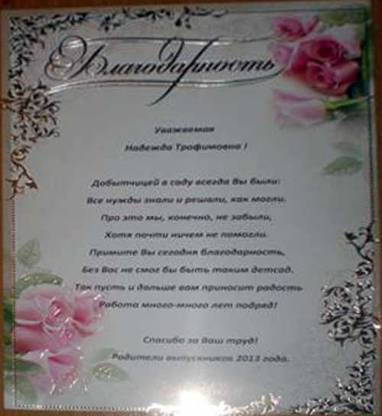 Благодарность
Уважаемая
Надежда Трофимовна !
Добытчицей в саду всегда Вы были:
Все нужды знали и решали, как могли.
Про это мы, конечно, не забыли,
Хотя почти ничем не помогли.
Примите Вы сегодня благодарность,
Без Вас не смог бы быть таким детсад.
Так пусть и дальше вам приносит радость
Работа много-много лет подряд!
Спасибо за Ваш труд!
Родители выпускников 2013 года.